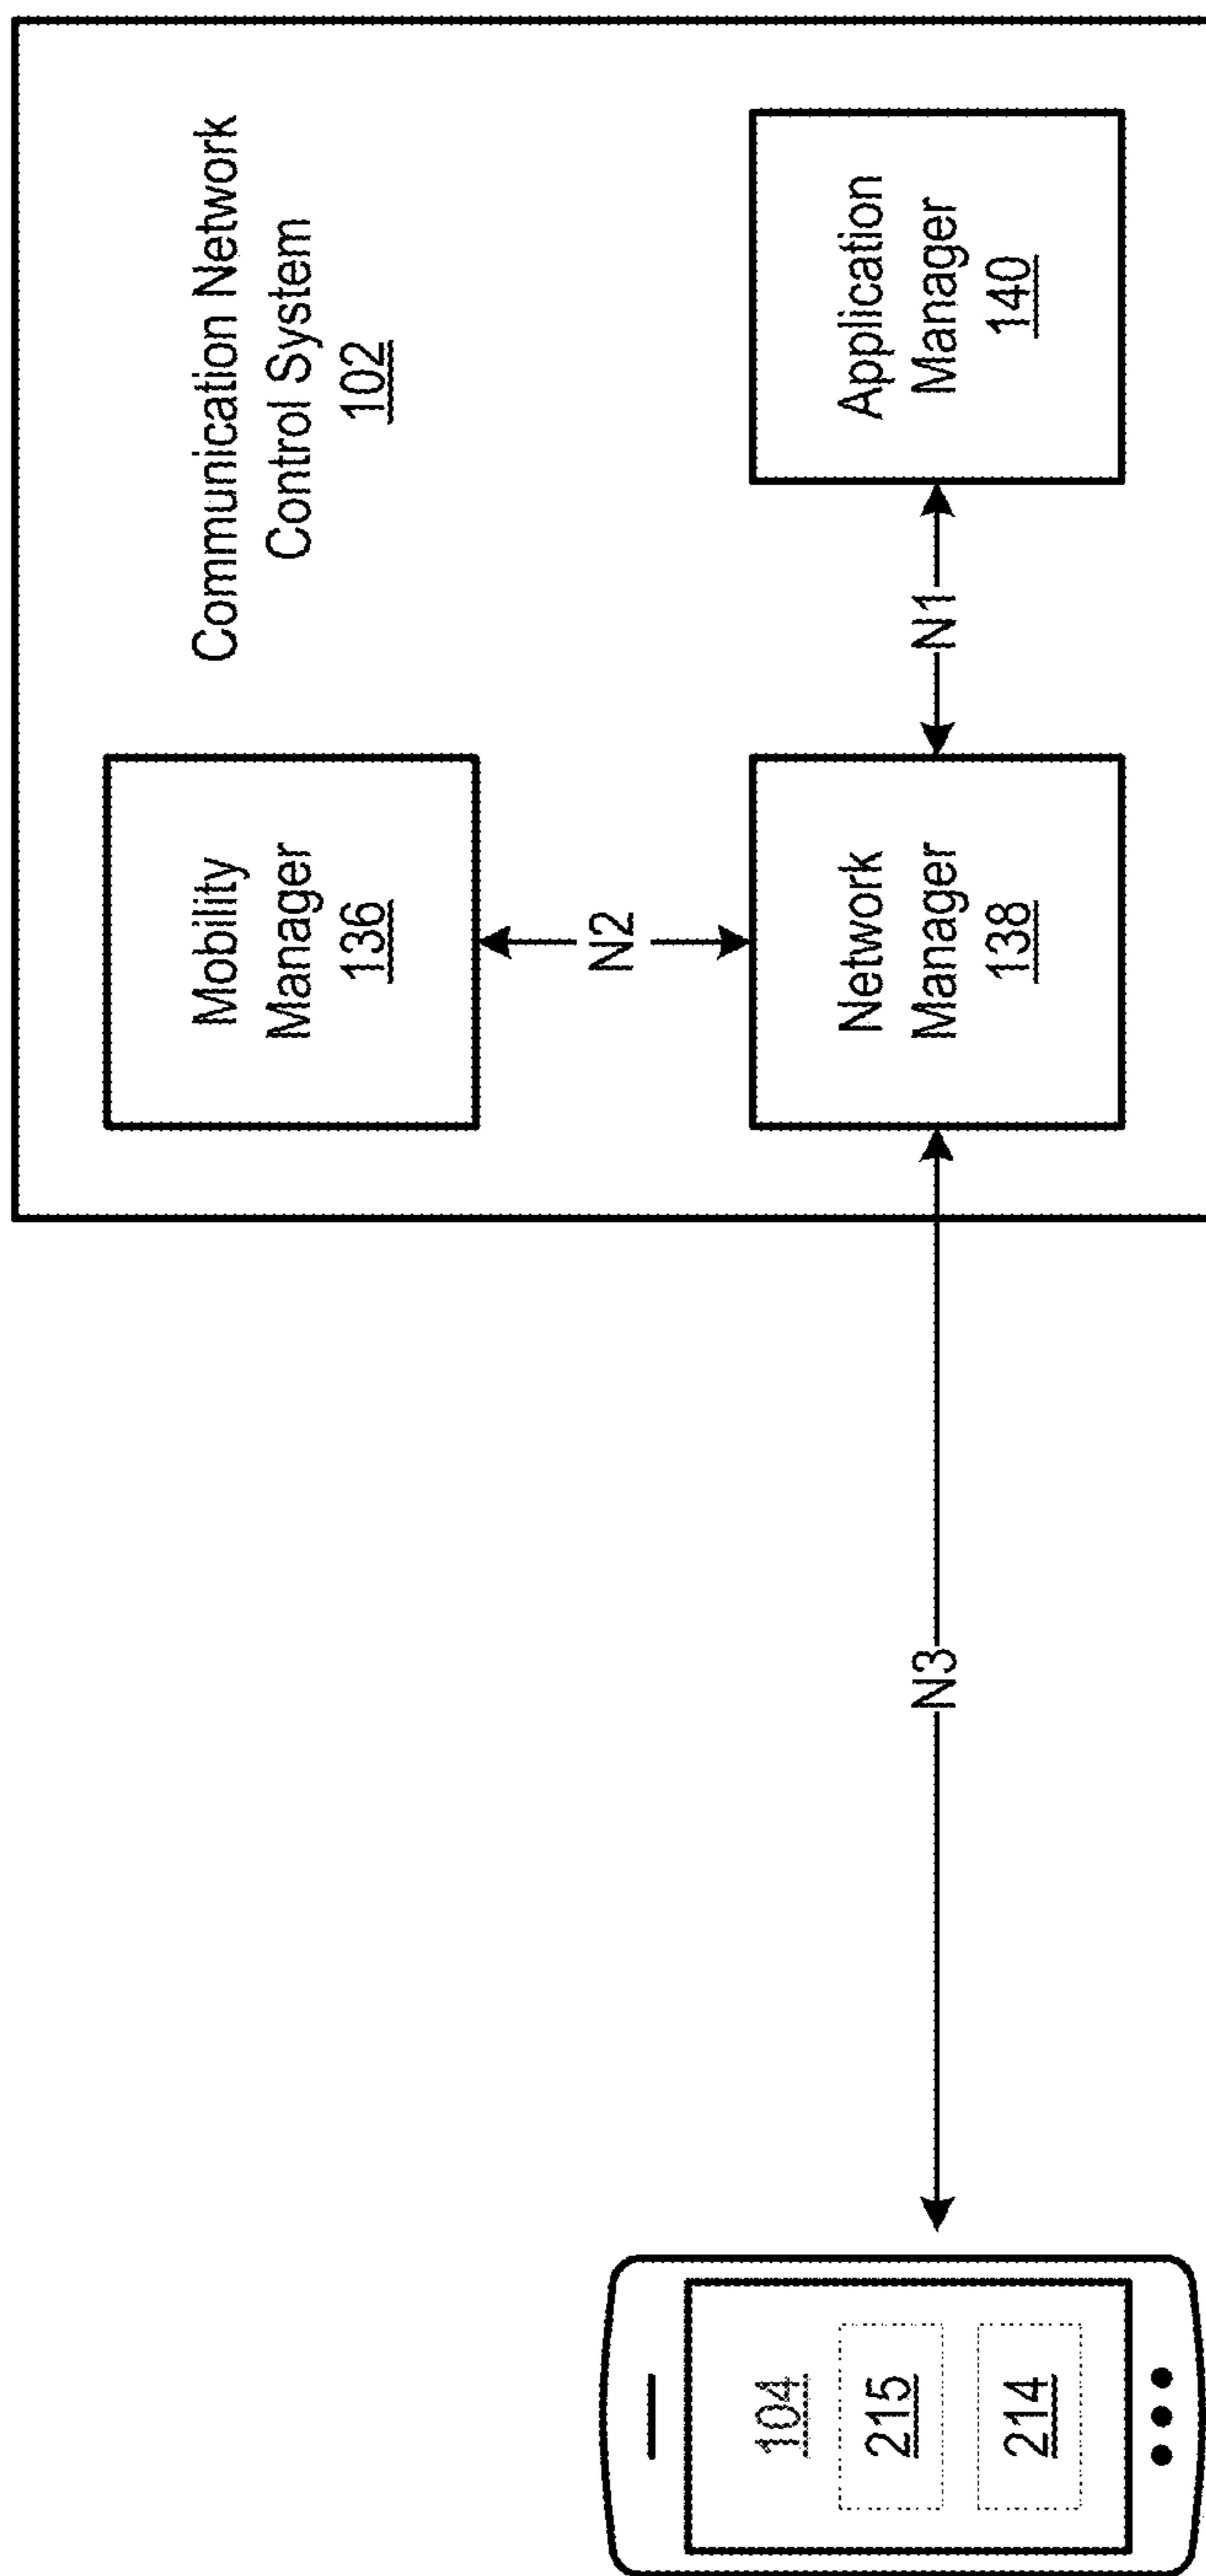 Communication Network
Control System
102
Mobility
Manager
136
N2
Network
Manager
138
N1
Application
Manager
140
N3
104
215
214